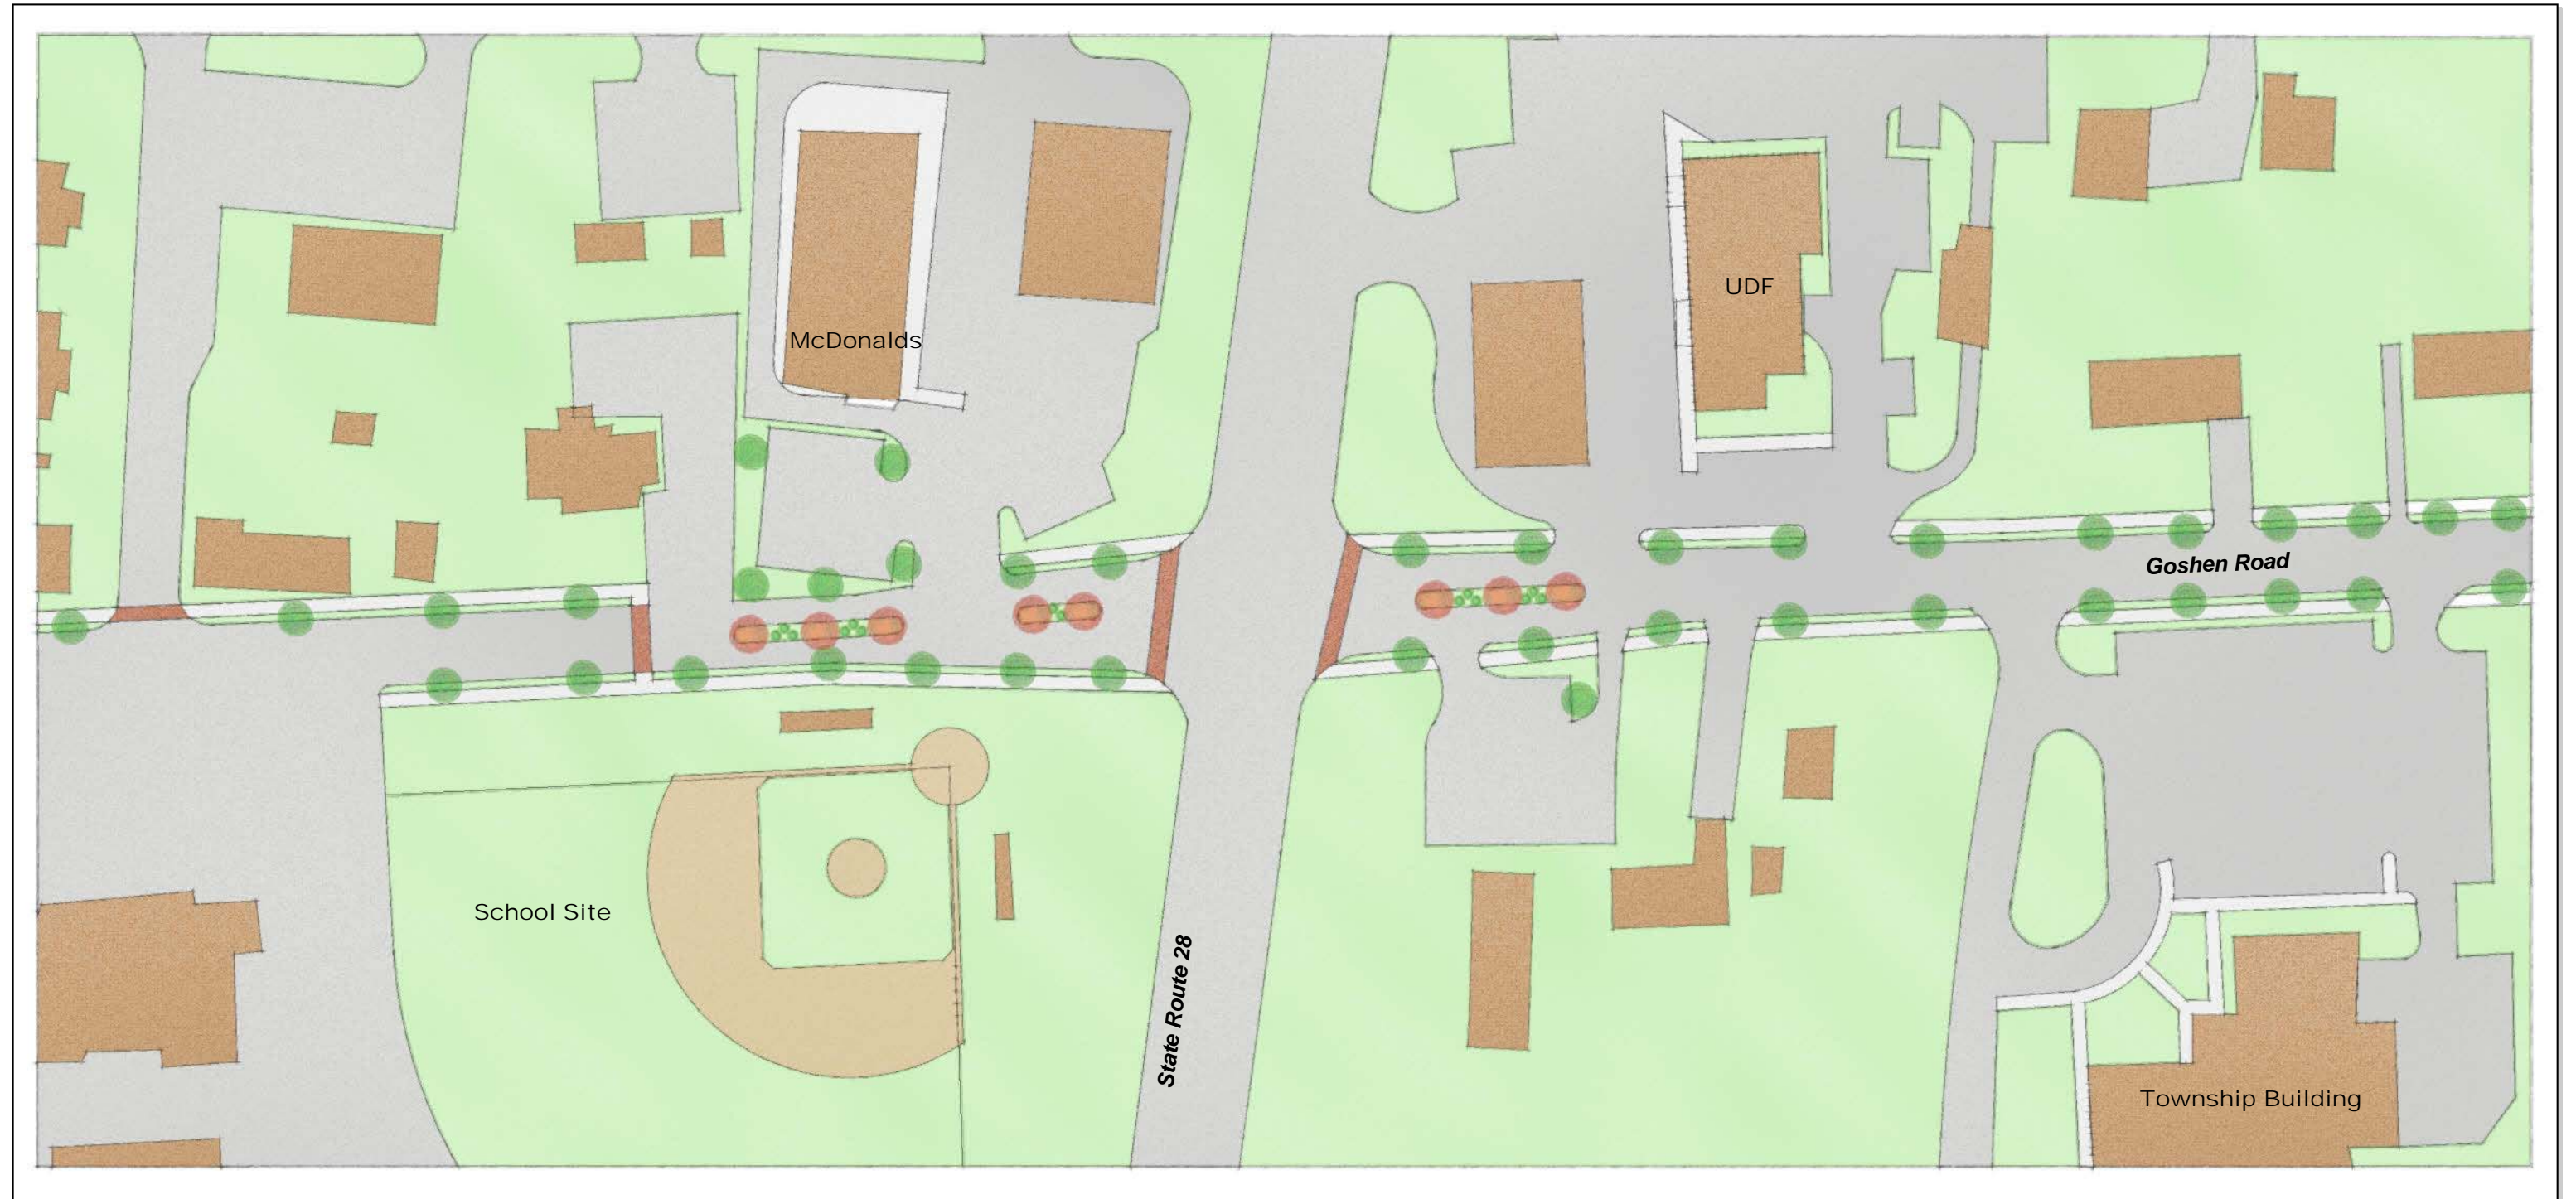 UDF
McDonalds
Goshen Road
School Site
State Route 28
Township Building